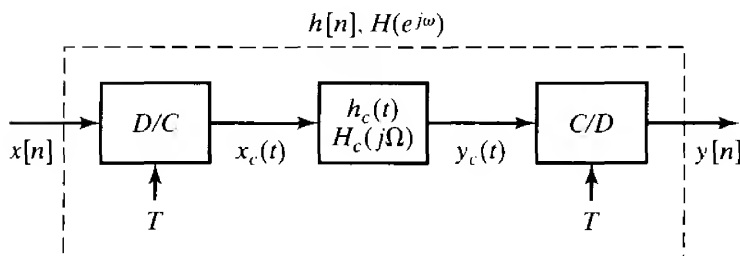 h[n], H(e^{jω})
D/C
h_c(t)
H_c(jΩ)
C/D
x[n]
x_c(t)
y_c(t)
y[n]
T
T